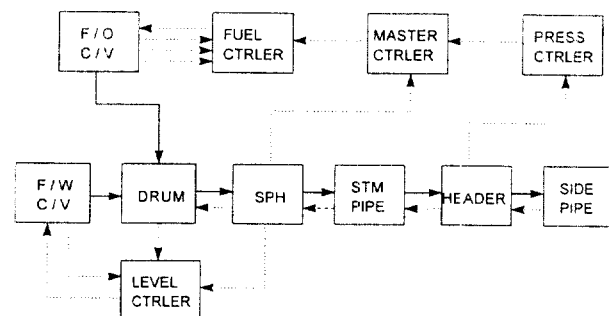 F / O
C / V
FUEL
CTRLER
MASTER
CTRLER
PRESS
CTRLER
F / W
C / V
DRUM
SPH
STM
PIPE
HEADER
SIDE
PIPE
LEVEL
CTRLER